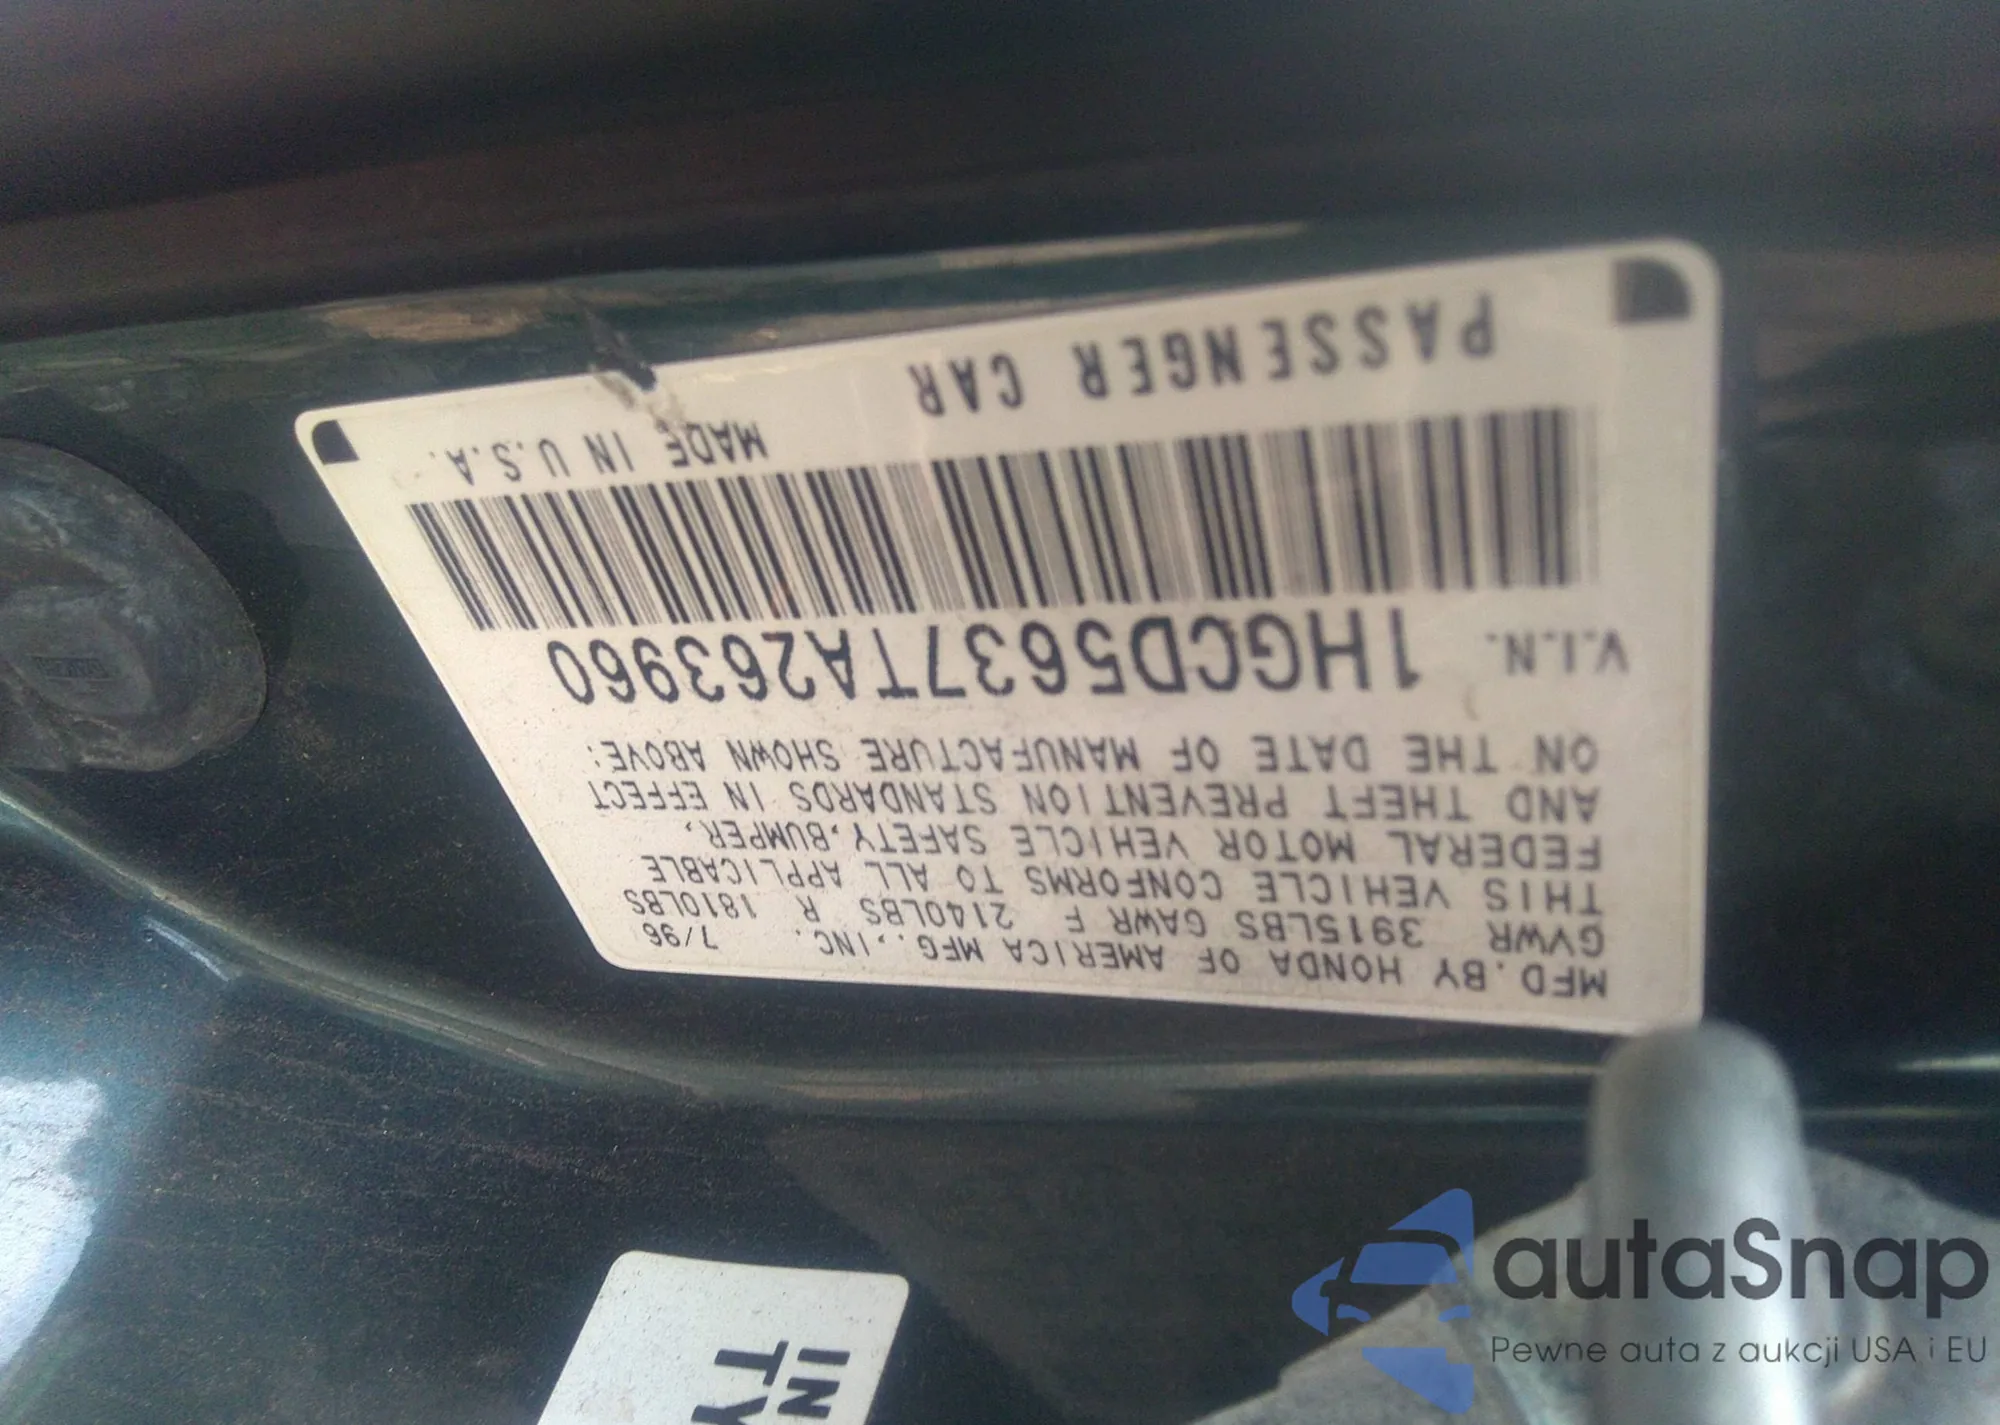 MFD.BY HONDA OF AMERICA MFG.,INC. 7/96
GVWR 3915LBS GAWR F 2140LBS R 1810LBS
THIS VEHICLE CONFORMS TO ALL APPLICABLE
FEDERAL MOTOR VEHICLE SAFETY,BUMPER,
AND THEFT PREVENTION STANDARDS IN EFFECT
ON THE DATE OF MANUFACTURE SHOWN ABOVE:
V.I.N. 1HGCD5637TA263960
PASSENGER CAR MADE IN U.S.A.
IN
TY
autaSnap
Pewne auta z aukcji USA i EU